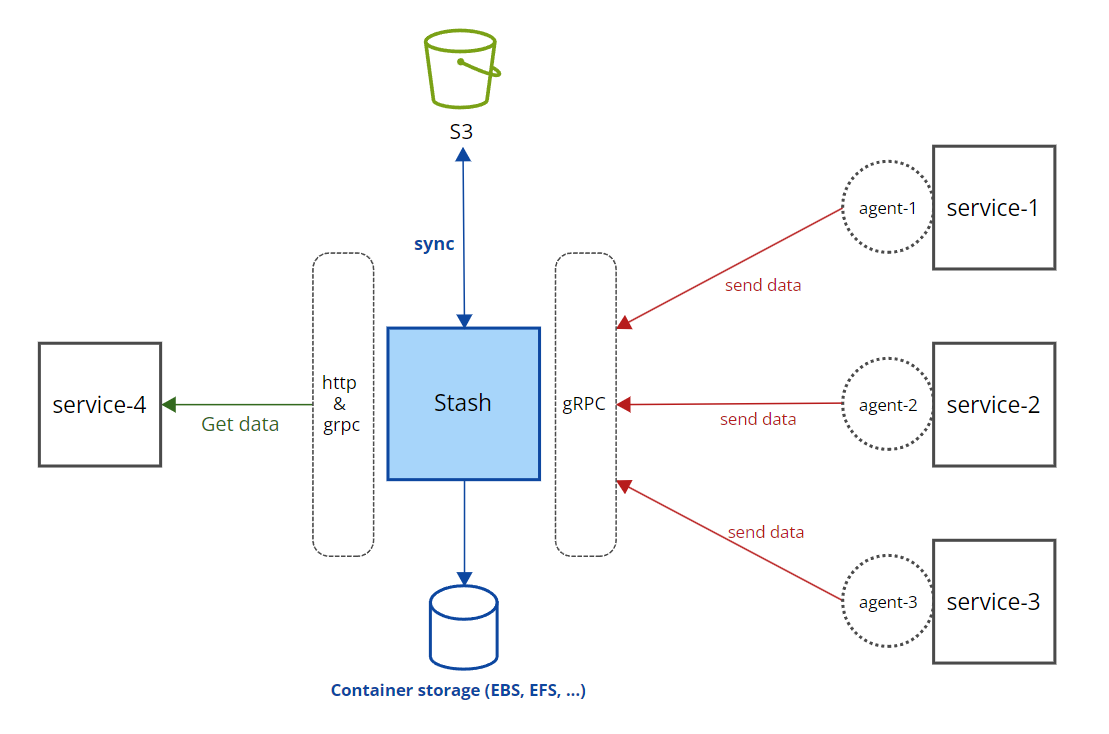 S3
sync
agent-1
service-1
send data
http
&
grpc
Stash
gRPC
service-4
Get data
agent-2
service-2
send data
send data
agent-3
service-3
Container storage (EBS, EFS, ...)